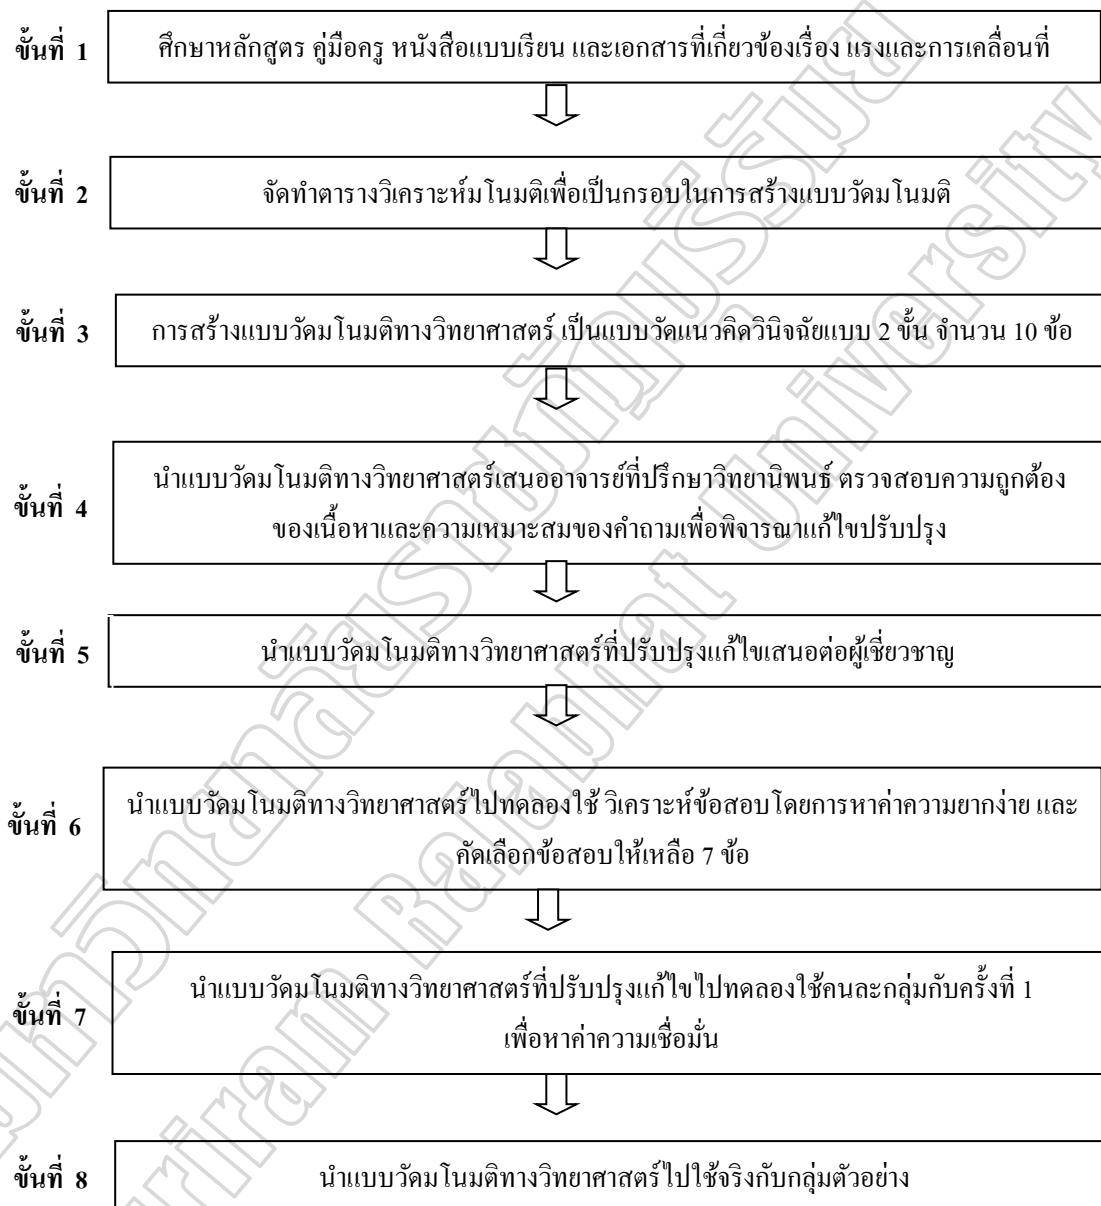 ขั้นที่ 1 ศึกษาหลักสูตร คู่มือครู หนังสือแบบเรียน และเอกสารที่เกี่ยวข้องเรื่อง แรงและการเคลื่อนที่
ขั้นที่ 2 จัดทำตารางวิเคราะห์มโนมติเพื่อเป็นกรอบในการสร้างแบบวัดมโนมติ
ขั้นที่ 3 การสร้างแบบวัดมโนมติทางวิทยาศาสตร์ เป็นแบบวัดแนวคิดวินิจฉัยแบบ 2 ขั้น จำนวน 10 ข้อ
ขั้นที่ 4 นำแบบวัดมโนมติทางวิทยาศาสตร์เสนออาจารย์ที่ปรึกษาวิทยานิพนธ์ ตรวจสอบความถูกต้อง
ของเนื้อหาและความเหมาะสมของคำถามเพื่อพิจารณาแก้ไขปรับปรุง
ขั้นที่ 5 นำแบบวัดมโนมติทางวิทยาศาสตร์ที่ปรับปรุงแก้ไขเสนอต่อผู้เชี่ยวชาญ
ขั้นที่ 6 นำแบบวัดมโนมติทางวิทยาศาสตร์ไปทดลองใช้ วิเคราะห์ข้อสอบโดยการหาค่าความยากง่าย และ
คัดเลือกข้อสอบให้เหลือ 7 ข้อ
ขั้นที่ 7 นำแบบวัดมโนมติทางวิทยาศาสตร์ที่ปรับปรุงแก้ไขไปทดลองใช้คนละกลุ่มกับครั้งที่ 1
เพื่อหาค่าความเชื่อมั่น
ขั้นที่ 8 นำแบบวัดมโนมติทางวิทยาศาสตร์ไปใช้จริงกับกลุ่มตัวอย่าง
Rajabhat University